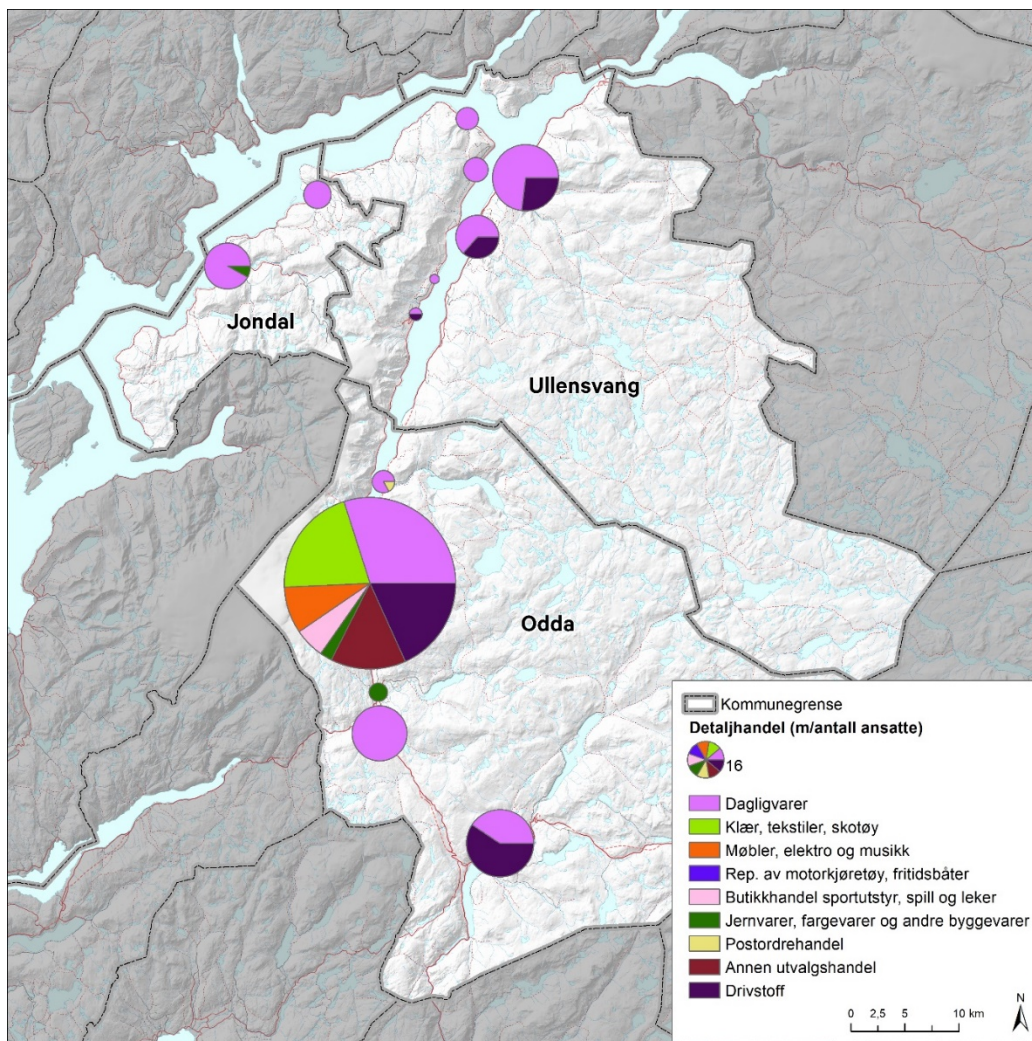 Jondal
Ullensvang
Odda
Kommunegrense
Detaljhandel (m/antall ansatte)
16
Dagligvarer
Klær, tekstiler, skotøy
Møbler, elektro og musikk
Rep. av motorkjøretøy, fritidsbåter
Butikkhandel sportutstyr, spill og leker
Jernvarer, fargevarer og andre byggevarer
Postordrehandel
Annen utvalgshandel
Drivstoff
0 2,5 5 10 km
N